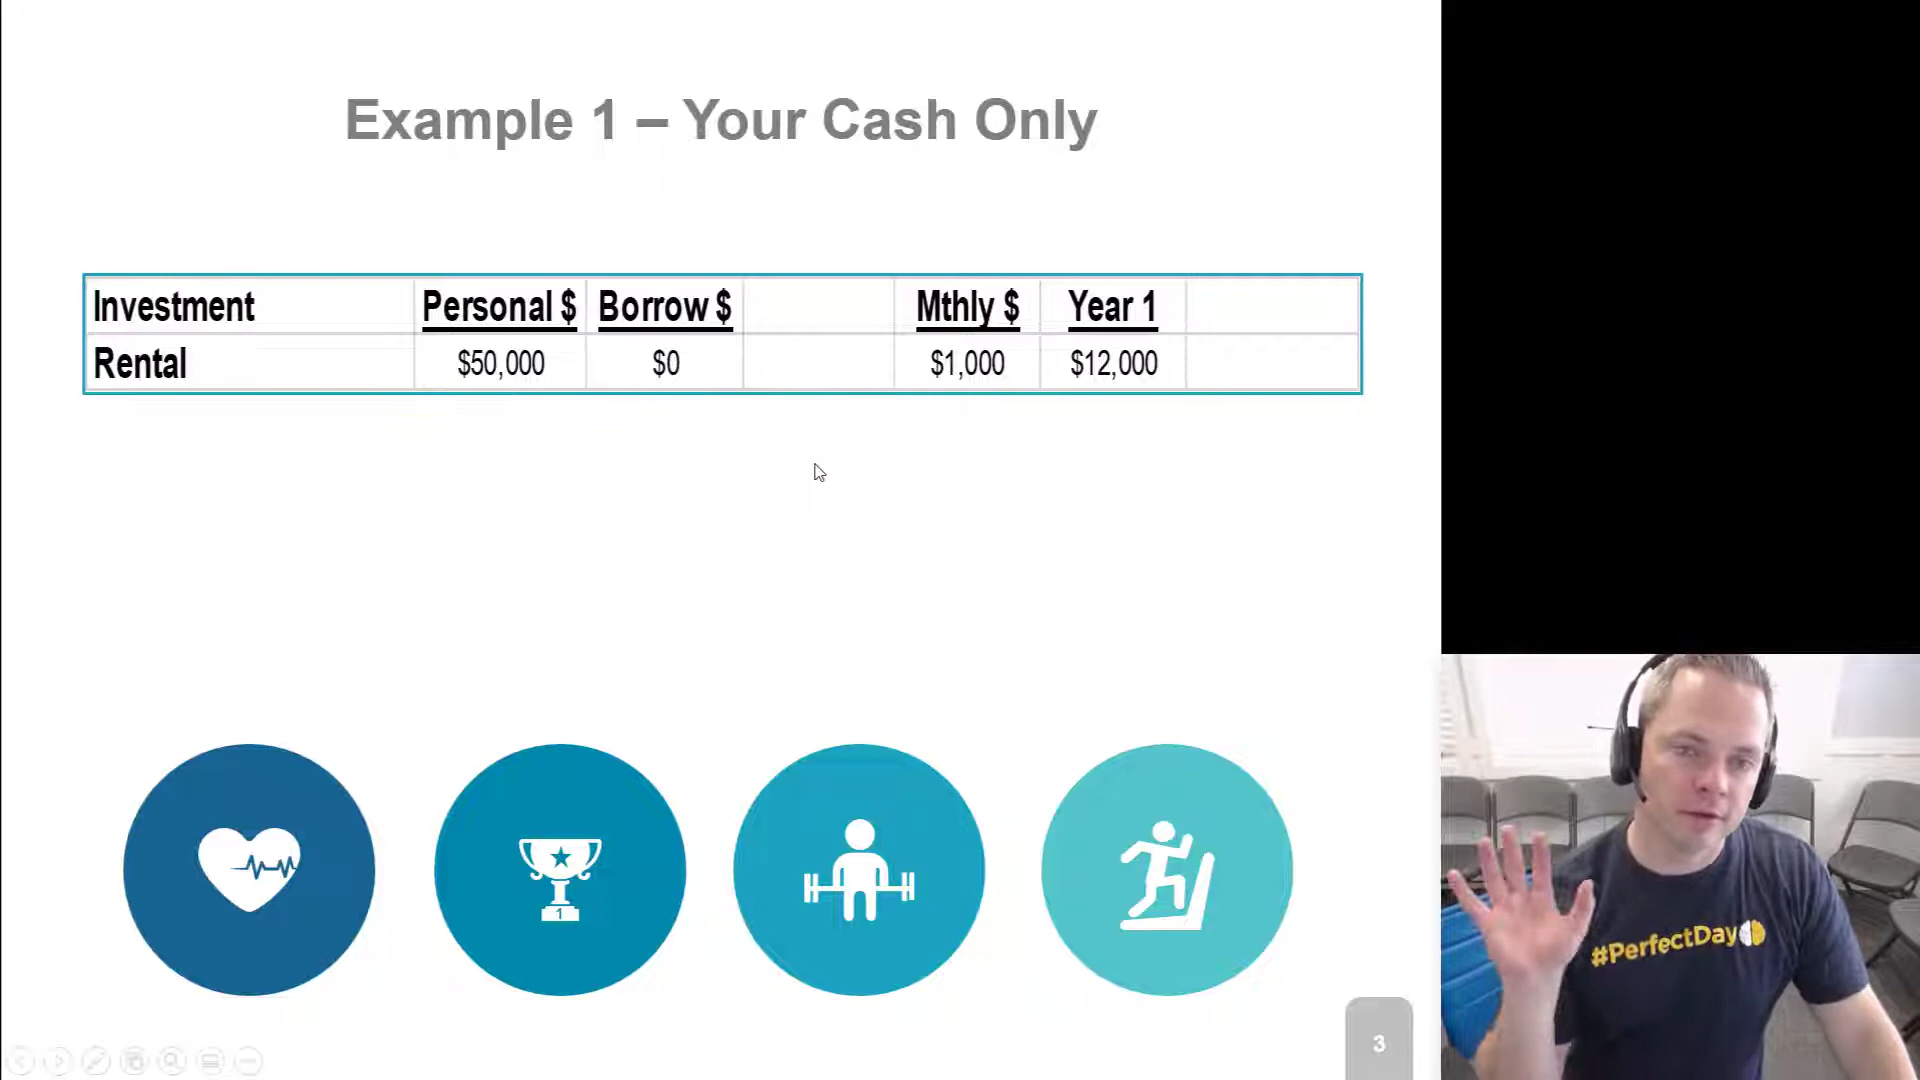 Example 1 – Your Cash Only
Investment Personal $ Borrow $ Mthly $ Year 1
Rental $50,000 $0 $1,000 $12,000
1
#PerfectDay
3